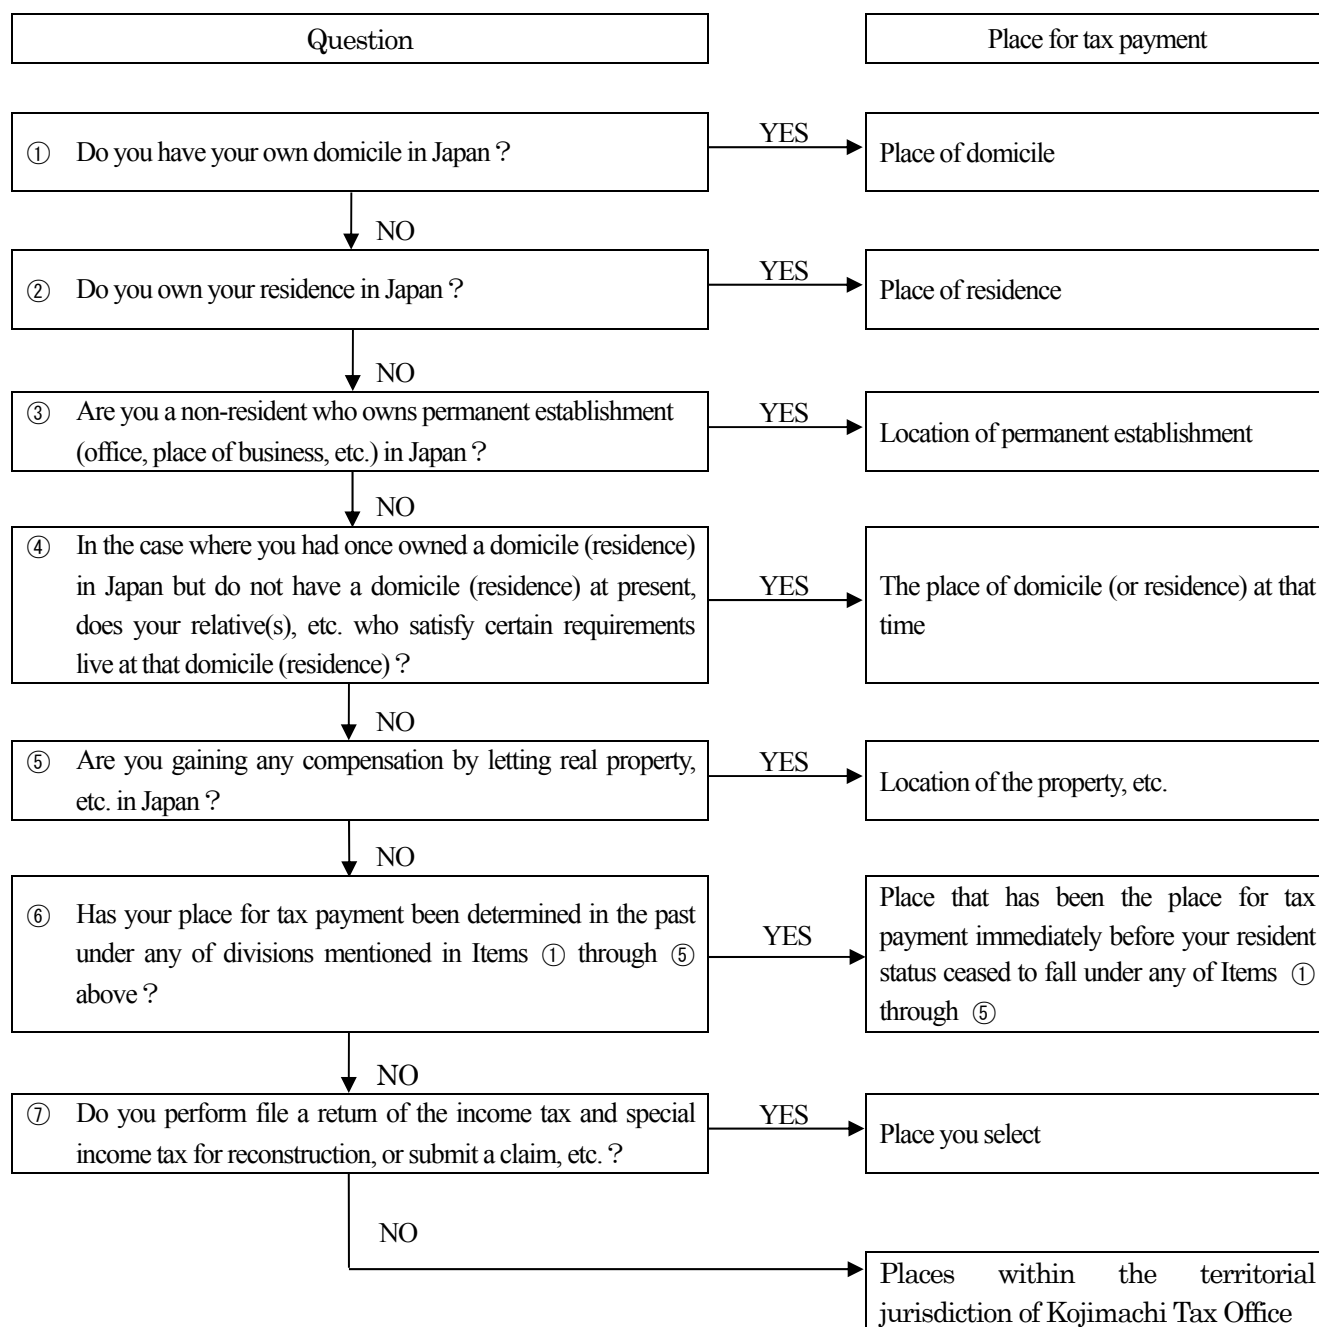 Question
Place for tax payment
① Do you have your own domicile in Japan？
YES
Place of domicile
NO
② Do you own your residence in Japan？
YES
Place of residence
NO
③ Are you a non-resident who owns permanent establishment
(office, place of business, etc.) in Japan？
YES
Location of permanent establishment
NO
④ In the case where you had once owned a domicile (residence)
in Japan but do not have a domicile (residence) at present,
does your relative(s), etc. who satisfy certain requirements
live at that domicile (residence)？
YES
The place of domicile (or residence) at that
time
NO
⑤ Are you gaining any compensation by letting real property,
etc. in Japan？
YES
Location of the property, etc.
NO
⑥ Has your place for tax payment been determined in the past
under any of divisions mentioned in Items ① through ⑤
above？
YES
Place that has been the place for tax
payment immediately before your resident
status ceased to fall under any of Items ①
through ⑤
NO
⑦ Do you perform file a return of the income tax and special
income tax for reconstruction, or submit a claim, etc.？
YES
Place you select
NO
Places within the territorial
jurisdiction of Kojimachi Tax Office